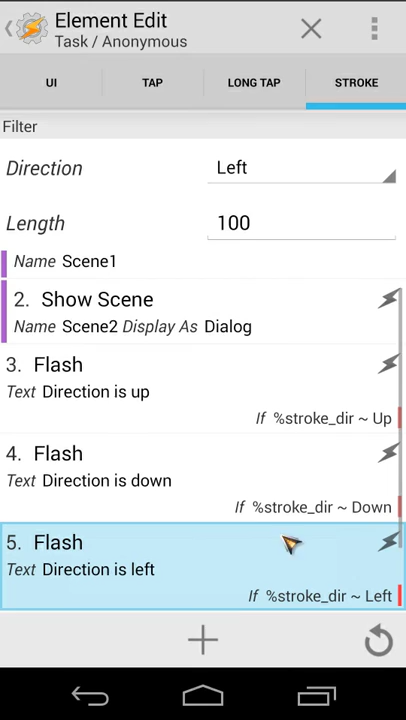 Element Edit
Task / Anonymous
UI TAP LONG TAP STROKE
Filter
Direction Left
Length 100
Name Scene1
2. Show Scene
Name Scene2 Display As Dialog
3. Flash
Text Direction is up
If %stroke_dir ~ Up
4. Flash
Text Direction is down
If %stroke_dir ~ Down
5. Flash
Text Direction is left
If %stroke_dir ~ Left